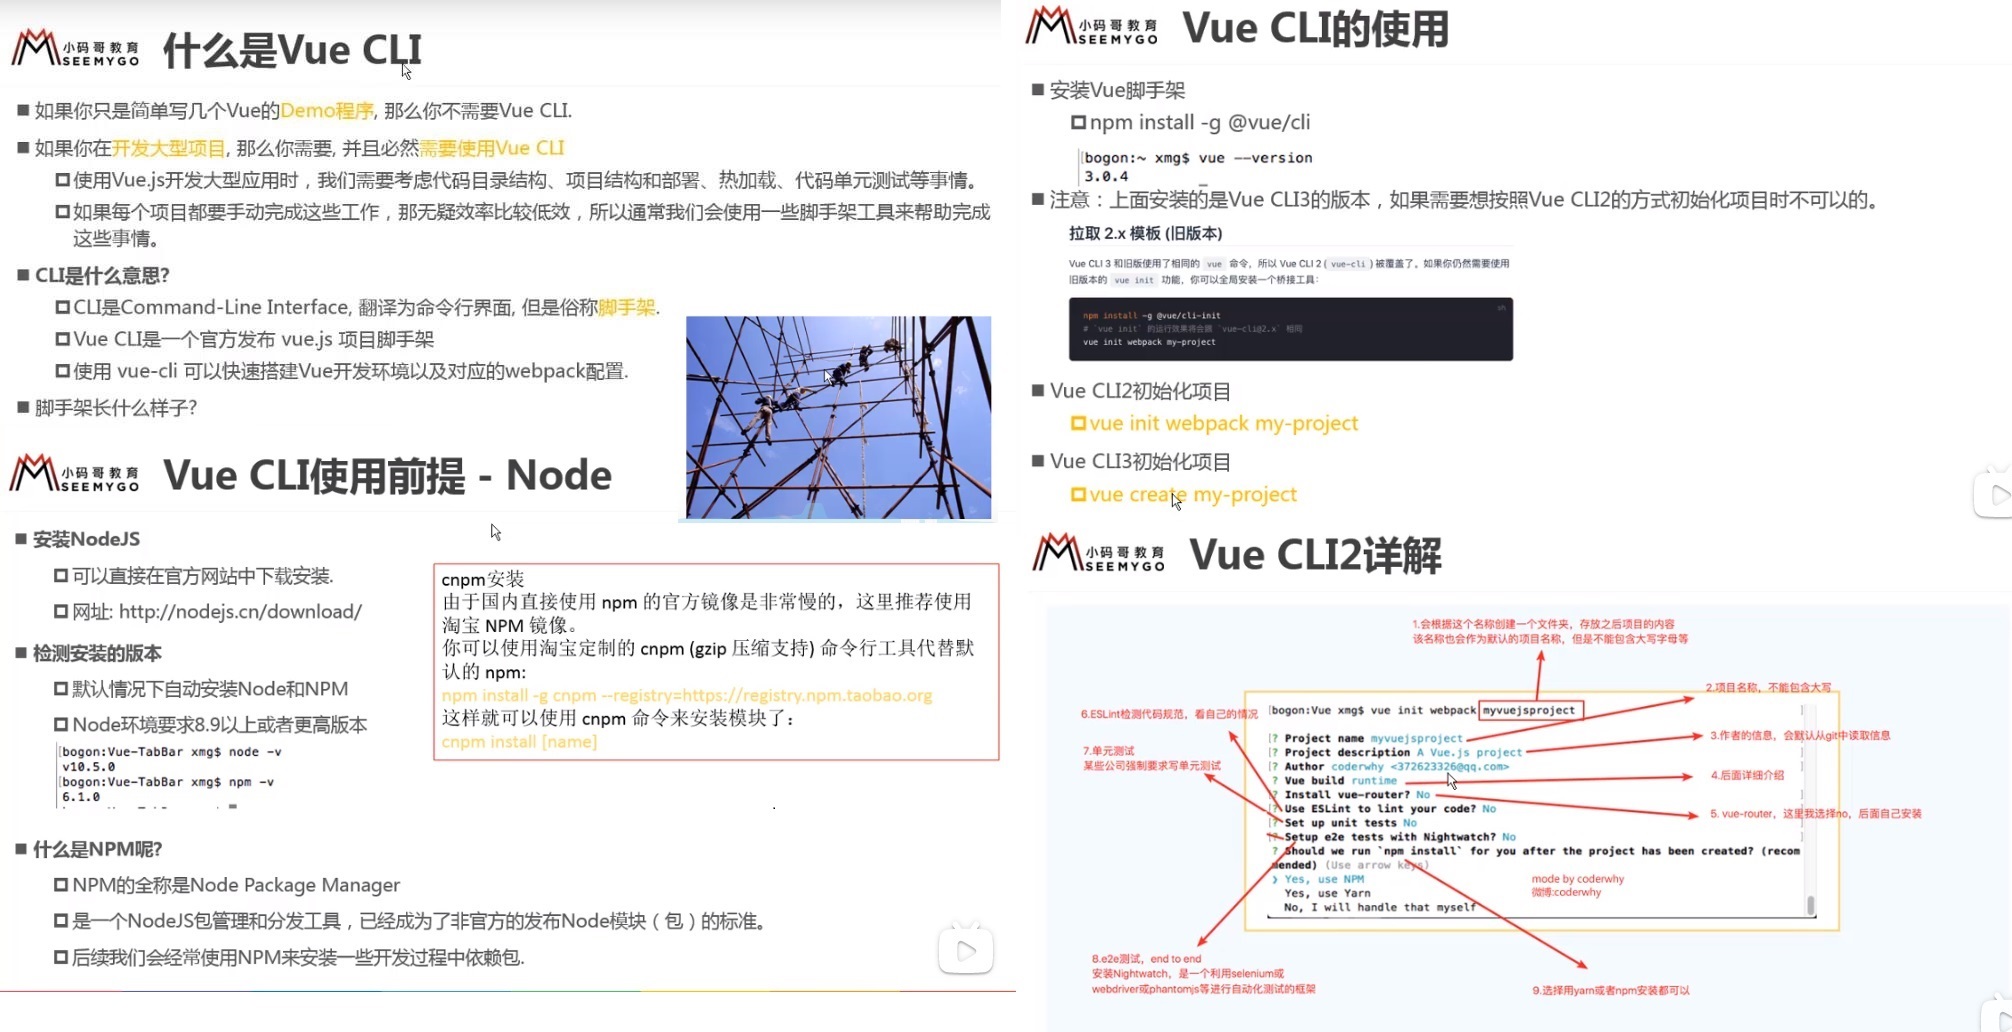 小码哥教育
SEEMYGO
什么是Vue CLI
■ 如果你只是简单写几个Vue的Demo程序, 那么你不需要Vue CLI.
■ 如果你在开发大型项目, 那么你需要, 并且必然需要使用Vue CLI
使用Vue.js开发大型应用时，我们需要考虑代码目录结构、项目结构和部署、热加载、代码单元测试等事情。
如果每个项目都要手动完成这些工作，那无疑效率比较低效，所以通常我们会使用一些脚手架工具来帮助完成
这些事情。
■ CLI是什么意思?
CLI是Command-Line Interface, 翻译为命令行界面, 但是俗称脚手架.
Vue CLI是一个官方发布 vue.js 项目脚手架
使用 vue-cli 可以快速搭建Vue开发环境以及对应的webpack配置.
■ 脚手架长什么样子?
小码哥教育
SEEMYGO
Vue CLI使用前提 - Node
■ 安装NodeJS
可以直接在官方网站中下载安装.
网址: http://nodejs.cn/download/
■ 检测安装的版本
默认情况下自动安装Node和NPM
Node环境要求8.9以上或者更高版本
[bogon:Vue-TabBar xmg$ node -v
v10.5.0
[bogon:Vue-TabBar xmg$ npm -v
6.1.0
■ 什么是NPM呢?
NPM的全称是Node Package Manager
是一个NodeJS包管理和分发工具，已经成为了非官方的发布Node模块（包）的标准。
后续我们会经常使用NPM来安装一些开发过程中依赖包.
cnpm安装
由于国内直接使用 npm 的官方镜像是非常慢的，这里推荐使用
淘宝 NPM 镜像。
你可以使用淘宝定制的 cnpm (gzip 压缩支持) 命令行工具代替默
认的 npm:
npm install -g cnpm --registry=https://registry.npm.taobao.org
这样就可以使用 cnpm 命令来安装模块了：
cnpm install [name]
小码哥教育
SEEMYGO
Vue CLI的使用
■ 安装Vue脚手架
npm install -g @vue/cli
[bogon:~ xmg$ vue --version
3.0.4
■ 注意：上面安装的是Vue CLI3的版本，如果需要想按照Vue CLI2的方式初始化项目时不可以的。
拉取 2.x 模板 (旧版本)
Vue CLI 3 和旧版使用了相同的 vue 命令，所以 Vue CLI 2 ( vue-cli ) 被覆盖了。如果你仍然需要使用
旧版本的 vue init 功能，你可以全局安装一个桥接工具：
sh
npm install -g @vue/cli-init
# `vue init` 的运行效果将会跟 `vue-cli@2.x` 相同
vue init webpack my-project
■ Vue CLI2初始化项目
vue init webpack my-project
■ Vue CLI3初始化项目
vue create my-project
小码哥教育
SEEMYGO
Vue CLI2详解
1.会根据这个名称创建一个文件夹，存放之后项目的内容
该名称也会作为默认的项目名称，但是不能包含大写字母等
2.项目名称，不能包含大写
3.作者的信息，会默认从git中读取信息
4.后面详细介绍
5. vue-router，这里我选择no，后面自己安装
6.ESLint检测代码规范，看自己的情况
7.单元测试
某些公司强制要求写单元测试
[bogon:Vue xmg$ vue init webpack myvuejsproject
[? Project name myvuejsproject
[? Project description A Vue.js project
[? Author coderwhy <372623326@qq.com>
? Vue build runtime
[? Install vue-router? No
[? Use ESLint to lint your code? No
[? Set up unit tests No
[? Setup e2e tests with Nightwatch? No
? Should we run `npm install` for you after the project has been created? (recom
mended) (Use arrow keys)
❯ Yes, use NPM
Yes, use Yarn
No, I will handle that myself
mode by coderwhy
微博:coderwhy
8.e2e测试，end to end
安装Nightwatch，是一个利用selenium或
webdriver或phantomjs等进行自动化测试的框架
9.选择用yarn或者npm安装都可以